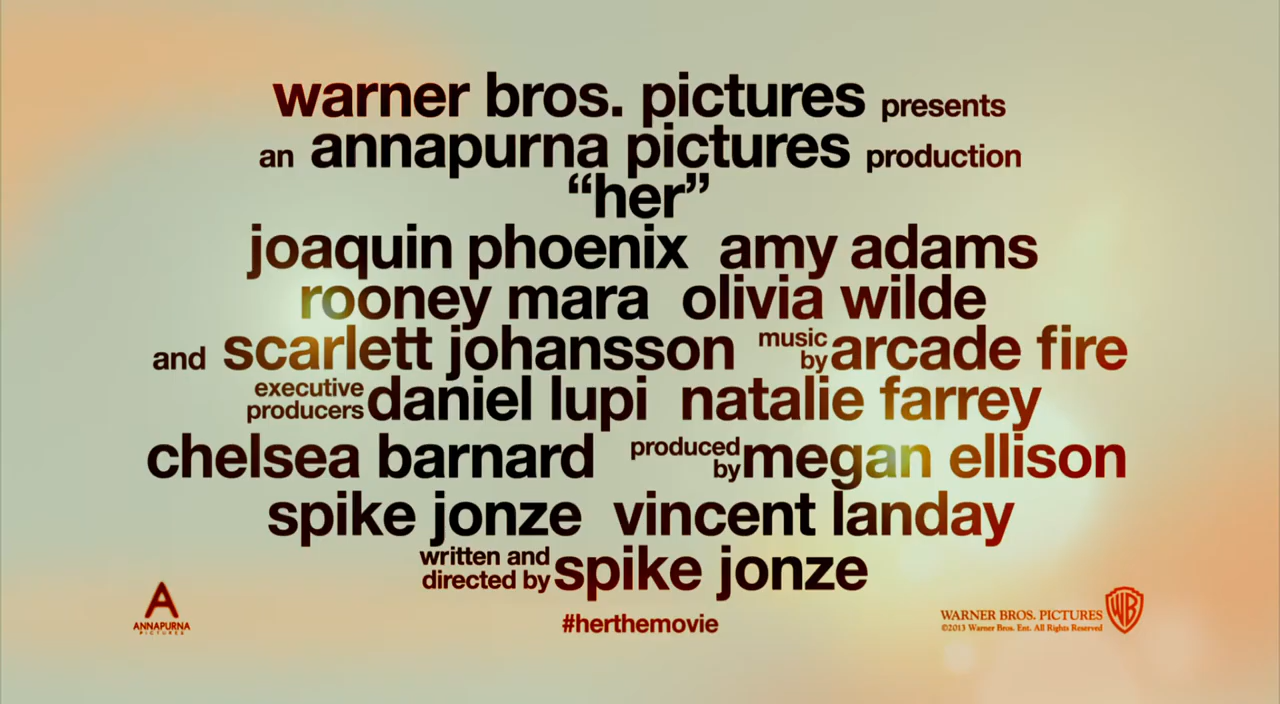 warner bros. pictures presents
an annapurna pictures production
“her”
joaquin phoenix amy adams
rooney mara olivia wilde
and scarlett johansson music by arcade fire
executive producers daniel lupi natalie farrey
chelsea barnard produced by megan ellison
spike jonze vincent landay
written and directed by spike jonze
#herthemovie
A
ANNAPURNA
PICTURES
WARNER BROS. PICTURES
©2013 Warner Bros. Ent. All Rights Reserved
WB